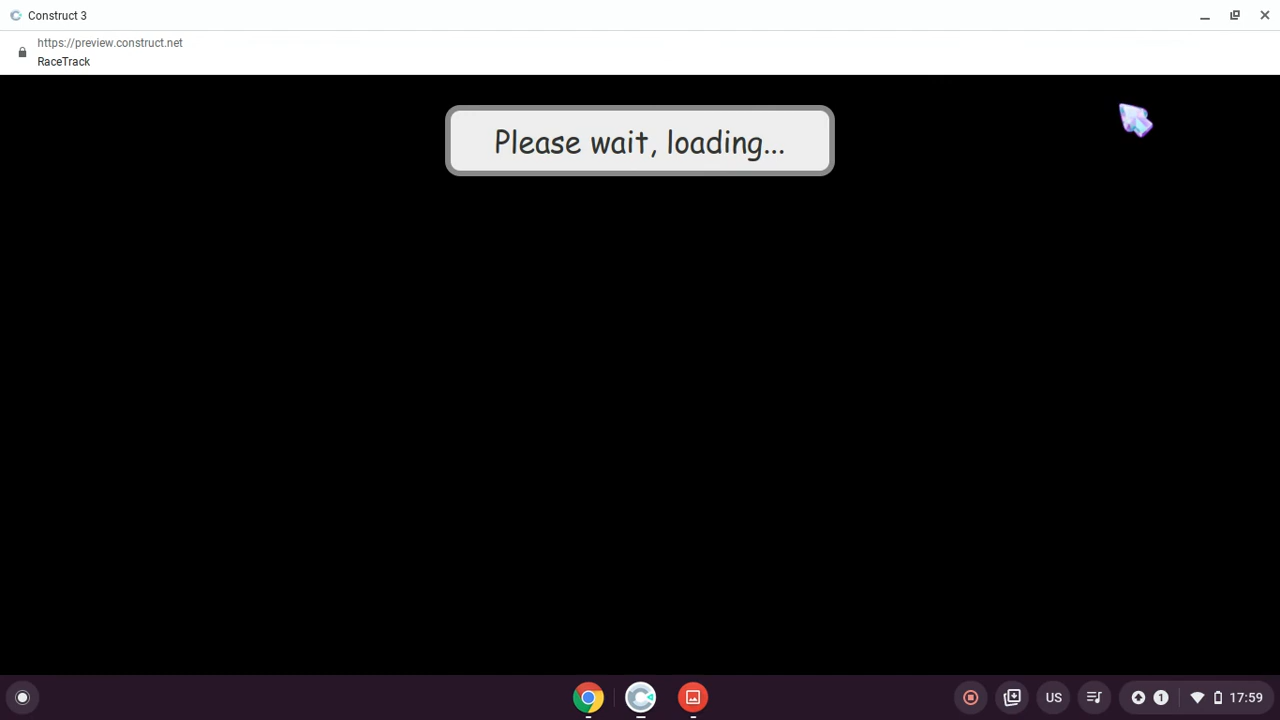 Construct 3
https://preview.construct.net
RaceTrack
Please wait, loading...
US
1
17:59